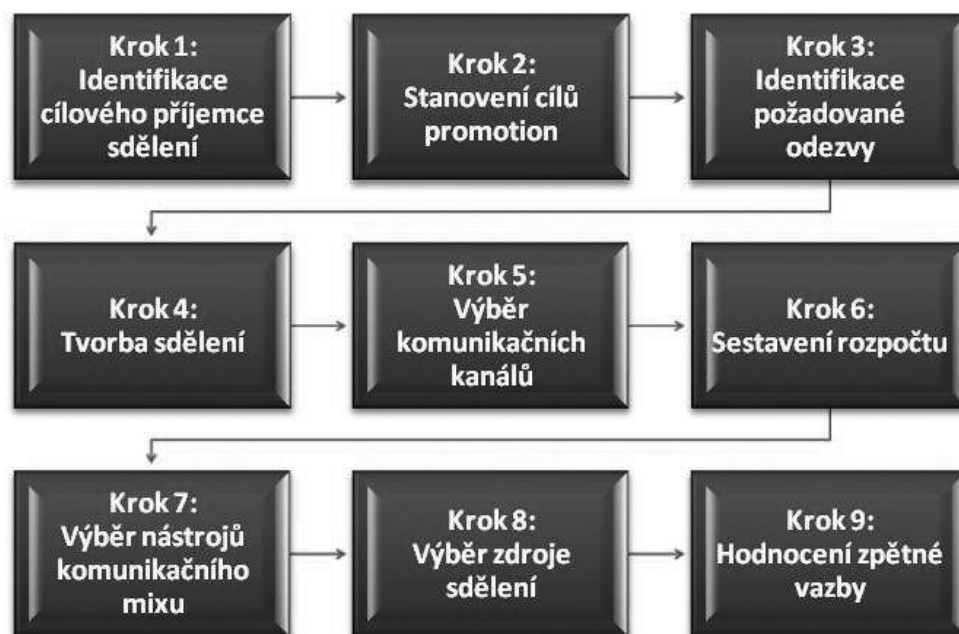 Krok 1:
Identifikace
cílového příjemce
sdělení
Krok 2:
Stanovení cílů
promotion
Krok 3:
Identifikace
požadované
odezvy
Krok 4:
Tvorba sdělení
Krok 5:
Výběr
komunikačních
kanálů
Krok 6:
Sestavení rozpočtu
Krok 7:
Výběr nástrojů
komunikačního
mixu
Krok 8:
Výběr zdroje
sdělení
Krok 9:
Hodnocení zpětné
vazby